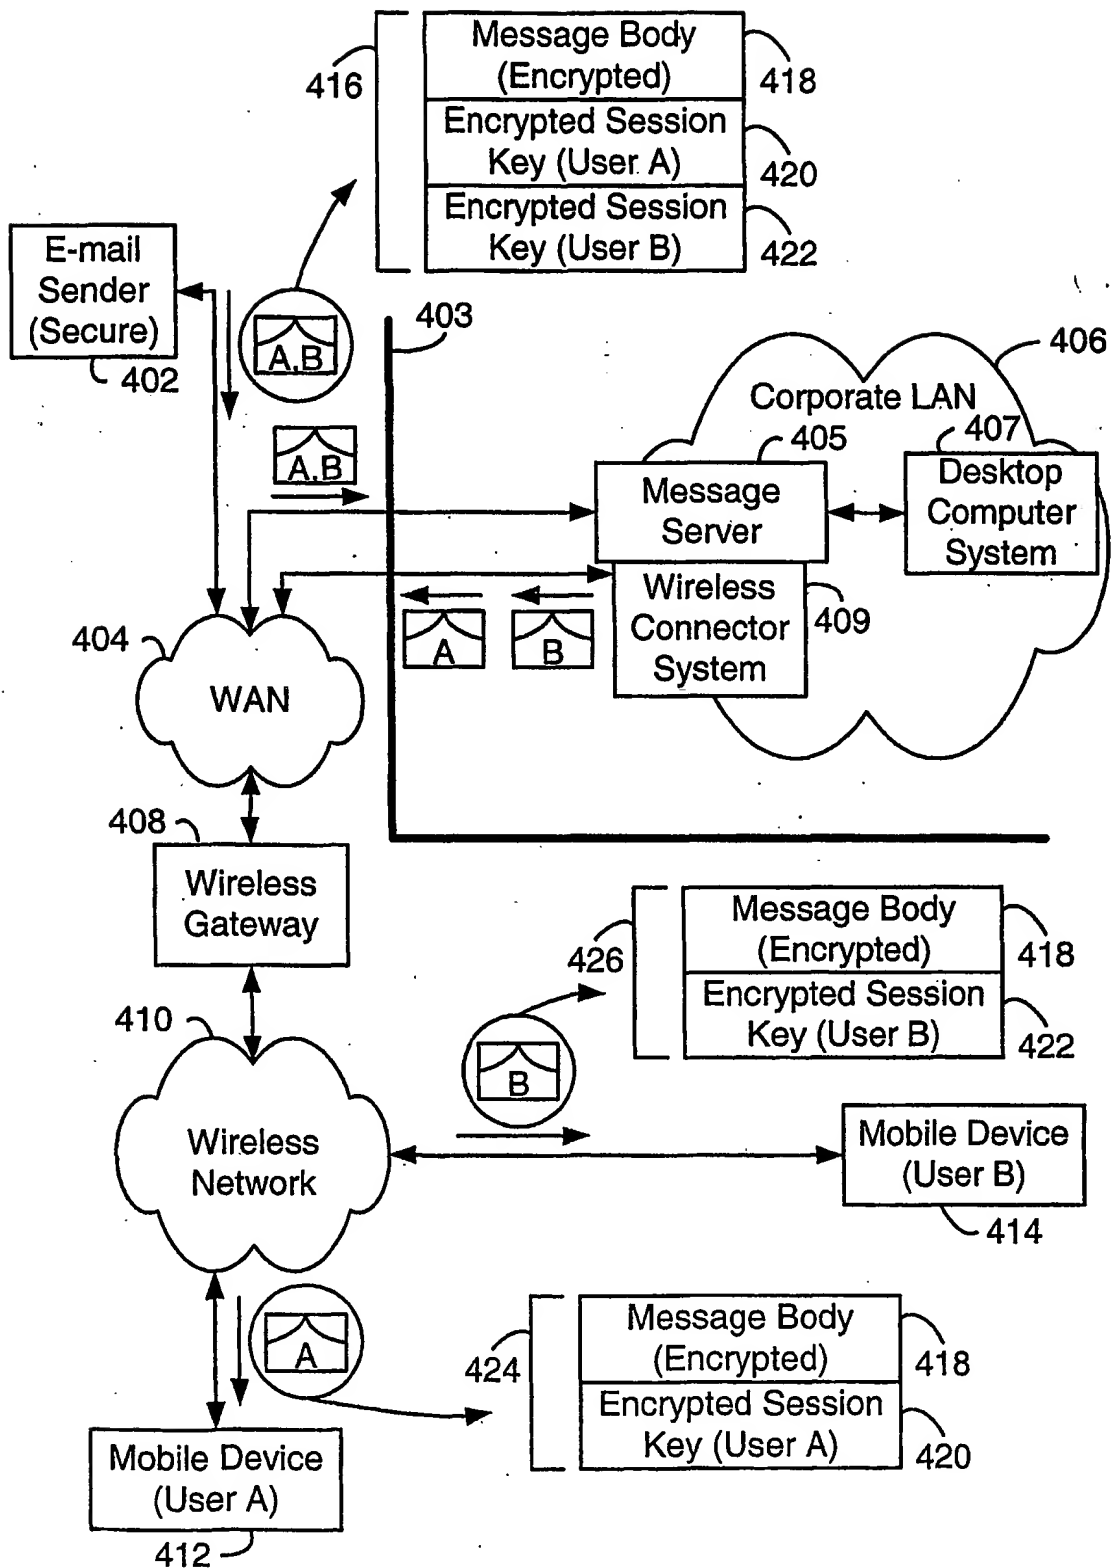 416
Message Body
(Encrypted)
418
Encrypted Session
Key (User A)
420
Encrypted Session
Key (User B)
422
E-mail
Sender
(Secure)
402
A,B
403
406
Corporate LAN
A,B
405
407
Message
Server
Desktop
Computer
System
404
WAN
A
B
Wireless
Connector
System
409
408
Wireless
Gateway
426
Message Body
(Encrypted)
418
Encrypted Session
Key (User B)
422
410
B
Wireless
Network
Mobile Device
(User B)
414
A
424
Message Body
(Encrypted)
418
Encrypted Session
Key (User A)
420
Mobile Device
(User A)
412